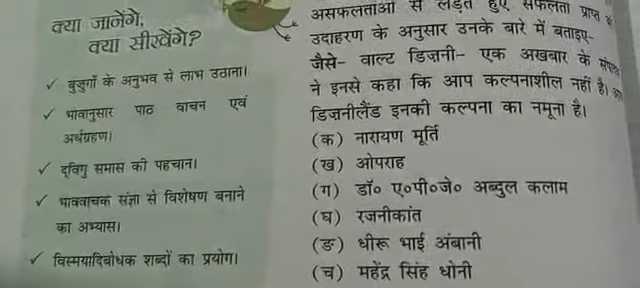 क्या जानेंगे,
क्या सीखेंगे?
✓ बुजुर्गों के अनुभव से लाभ उठाना।
✓ भावानुसार पाठ वाचन एवं
अर्थग्रहण।
✓ द्विगु समास की पहचान।
✓ भाववाचक संज्ञा से विशेषण बनाने
का अभ्यास।
✓ विस्मयादिबोधक शब्दों का प्रयोग।
असफलताओं से लड़ते हुए सफलता प्राप्त
उदाहरण के अनुसार उनके बारे में बताइए-
जैसे- वाल्ट डिज़नी- एक अखबार के
ने इनसे कहा कि आप कल्पनाशील नहीं है।
डिज़नीलैंड इनकी कल्पना का नमूना है।
(क) नारायण मूर्ति
(ख) ओपराह
(ग) डॉ० ए०पी०जे० अब्दुल कलाम
(घ) रजनीकांत
(ङ) धीरू भाई अंबानी
(च) महेंद्र सिंह धोनी